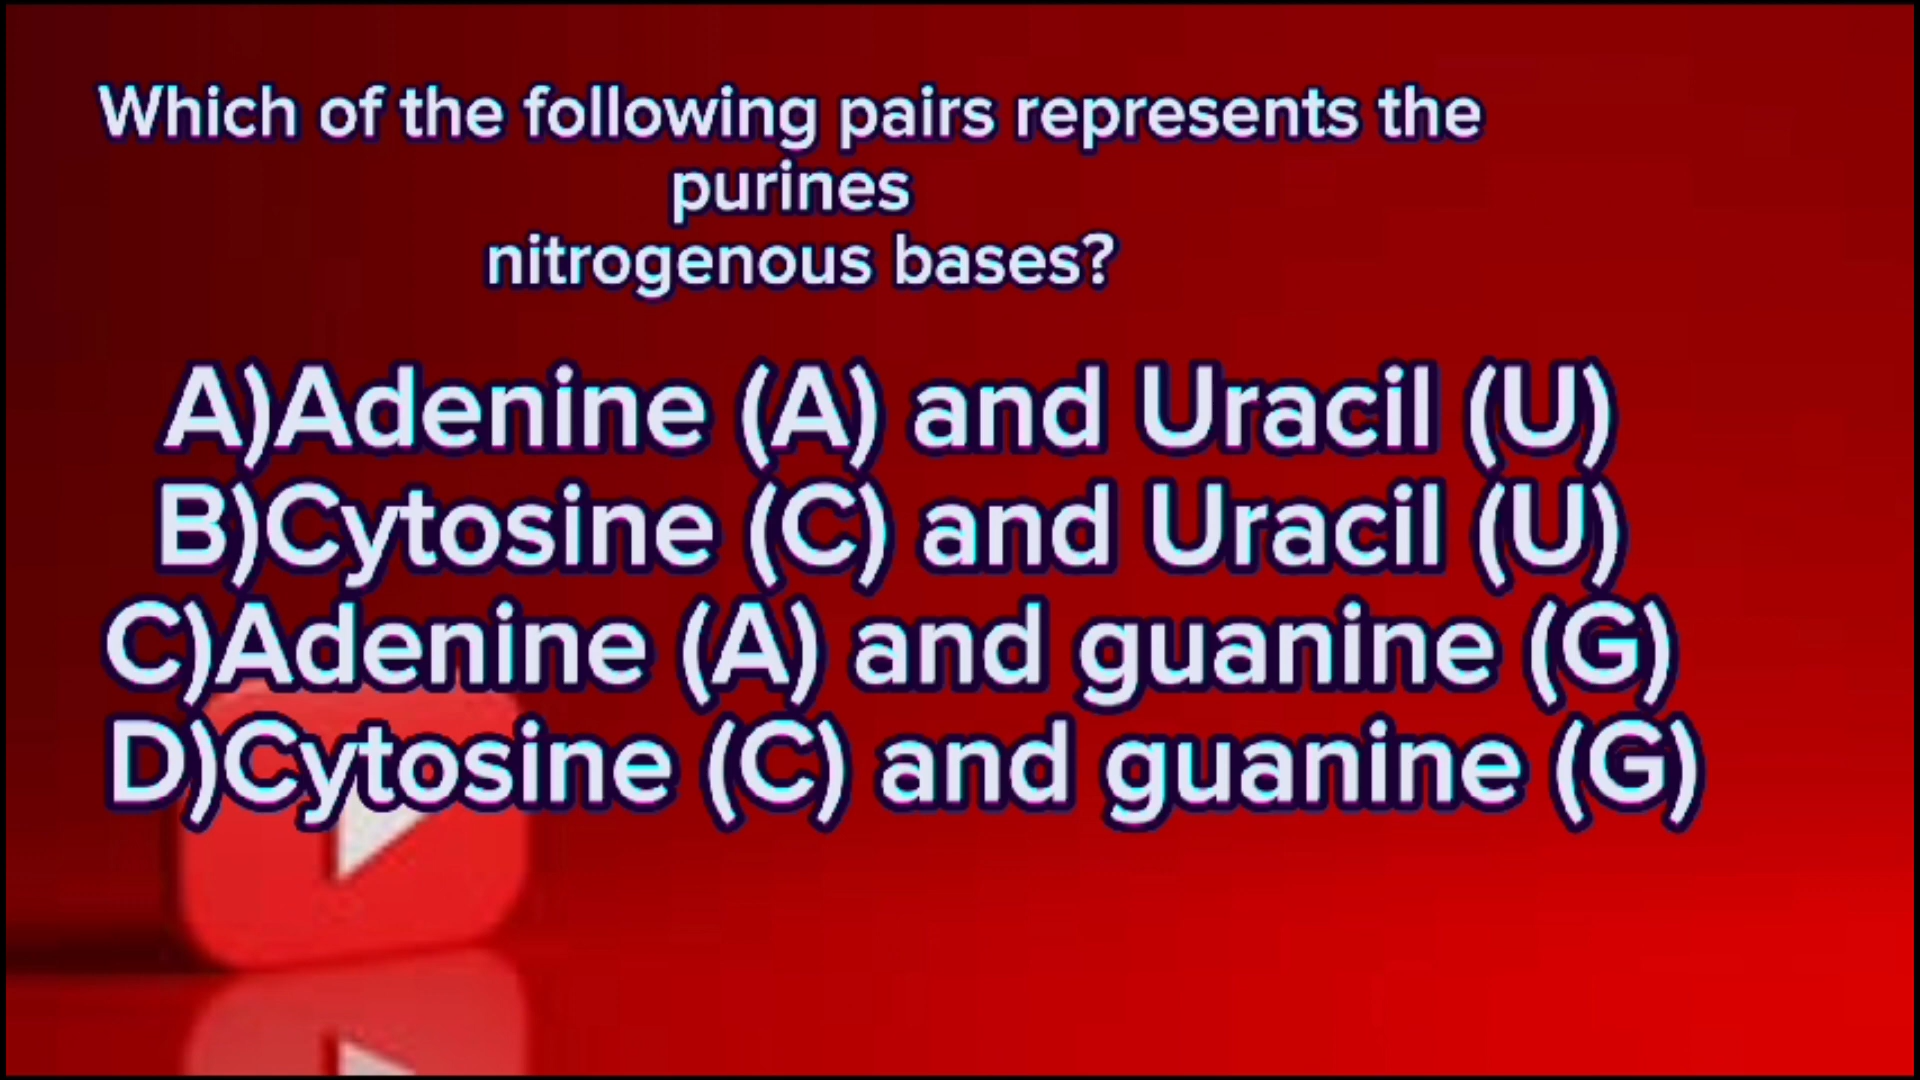 Which of the following pairs represents the
purines
nitrogenous bases?
A)Adenine (A) and Uracil (U)
B)Cytosine (C) and Uracil (U)
C)Adenine (A) and guanine (G)
D)Cytosine (C) and guanine (G)